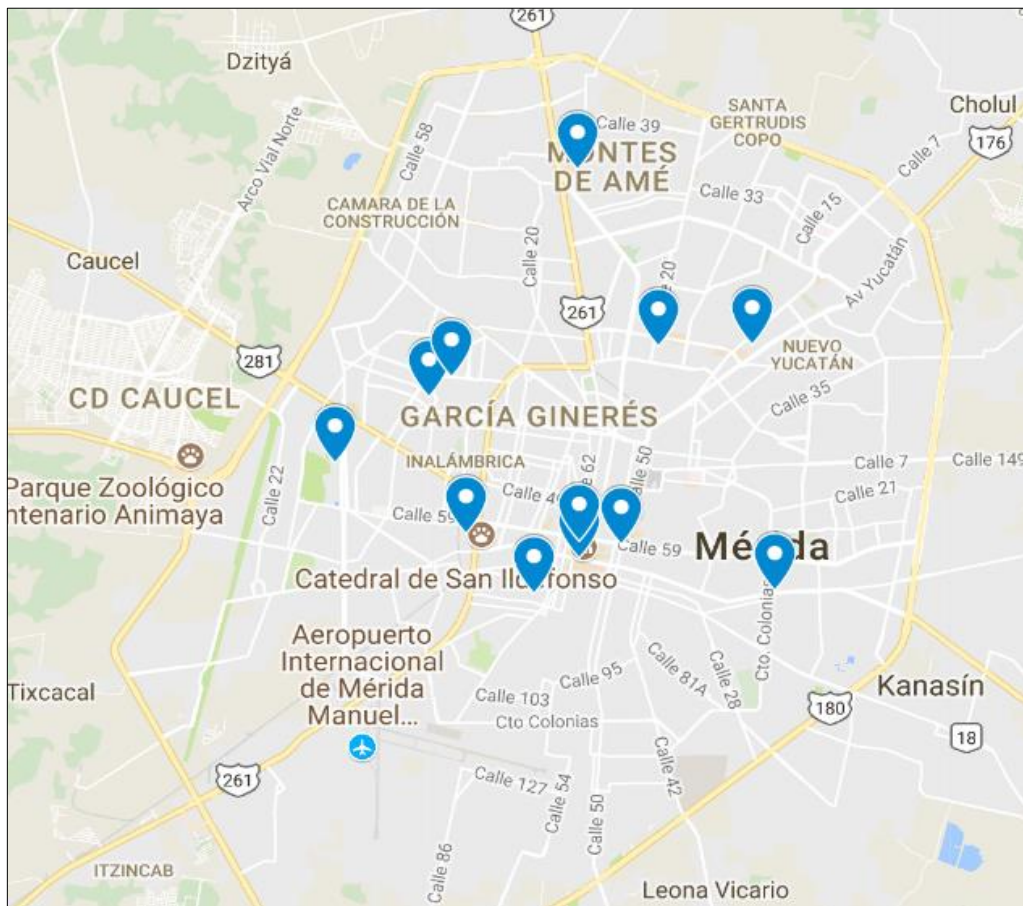 261
Dzityá
SANTA
GERTRUDIS
COPO
Cholul
Calle 39
Calle 58
Arco Vial Norte
MONTES
DE AMÉ
Calle 7
176
Calle 33
CAMARA DE LA
CONSTRUCCIÓN
Calle 15
Calle 20
Caucel
Av Yucatán
20
261
281
NUEVO
YUCATÁN
CD CAUCEL
GARCÍA GINERÉS
Calle 35
INALÁMBRICA
Calle 7
Calle 149
62
Calle 50
Parque Zoológico
ntenario Animaya
Calle 22
Calle 49
Calle 21
Calle 59
Calle 59
Mérida
Catedral de San Ildefonso
Cto. Colonias
Aeropuerto
Internacional
de Mérida
Manuel...
Calle 95
Calle 81A
Calle 28
Calle 103
Cto Colonias
Tixcacal
Kanasín
180
18
261
Calle 127
Calle 54
Calle 50
Calle 42
Calle 86
ITZINCAB
Leona Vicario